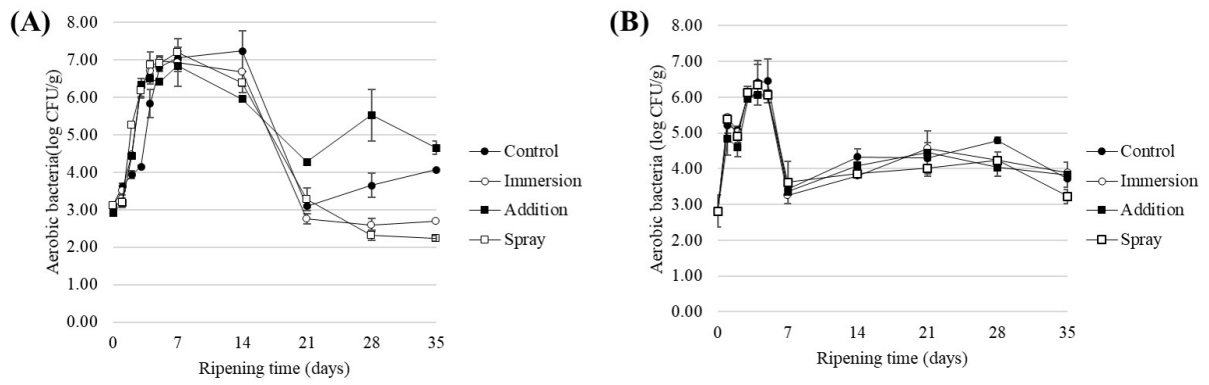 (A)
Aerobic bacteria(log CFU/g)
8.00
7.00
6.00
5.00
4.00
3.00
2.00
1.00
0.00
0 7 14 21 28 35
Ripening time (days)
Control
Immersion
Addition
Spray
(B)
Aerobic bacteria (log CFU/g)
8.00
7.00
6.00
5.00
4.00
3.00
2.00
1.00
0.00
0 7 14 21 28 35
Ripening time (days)
Control
Immersion
Addition
Spray